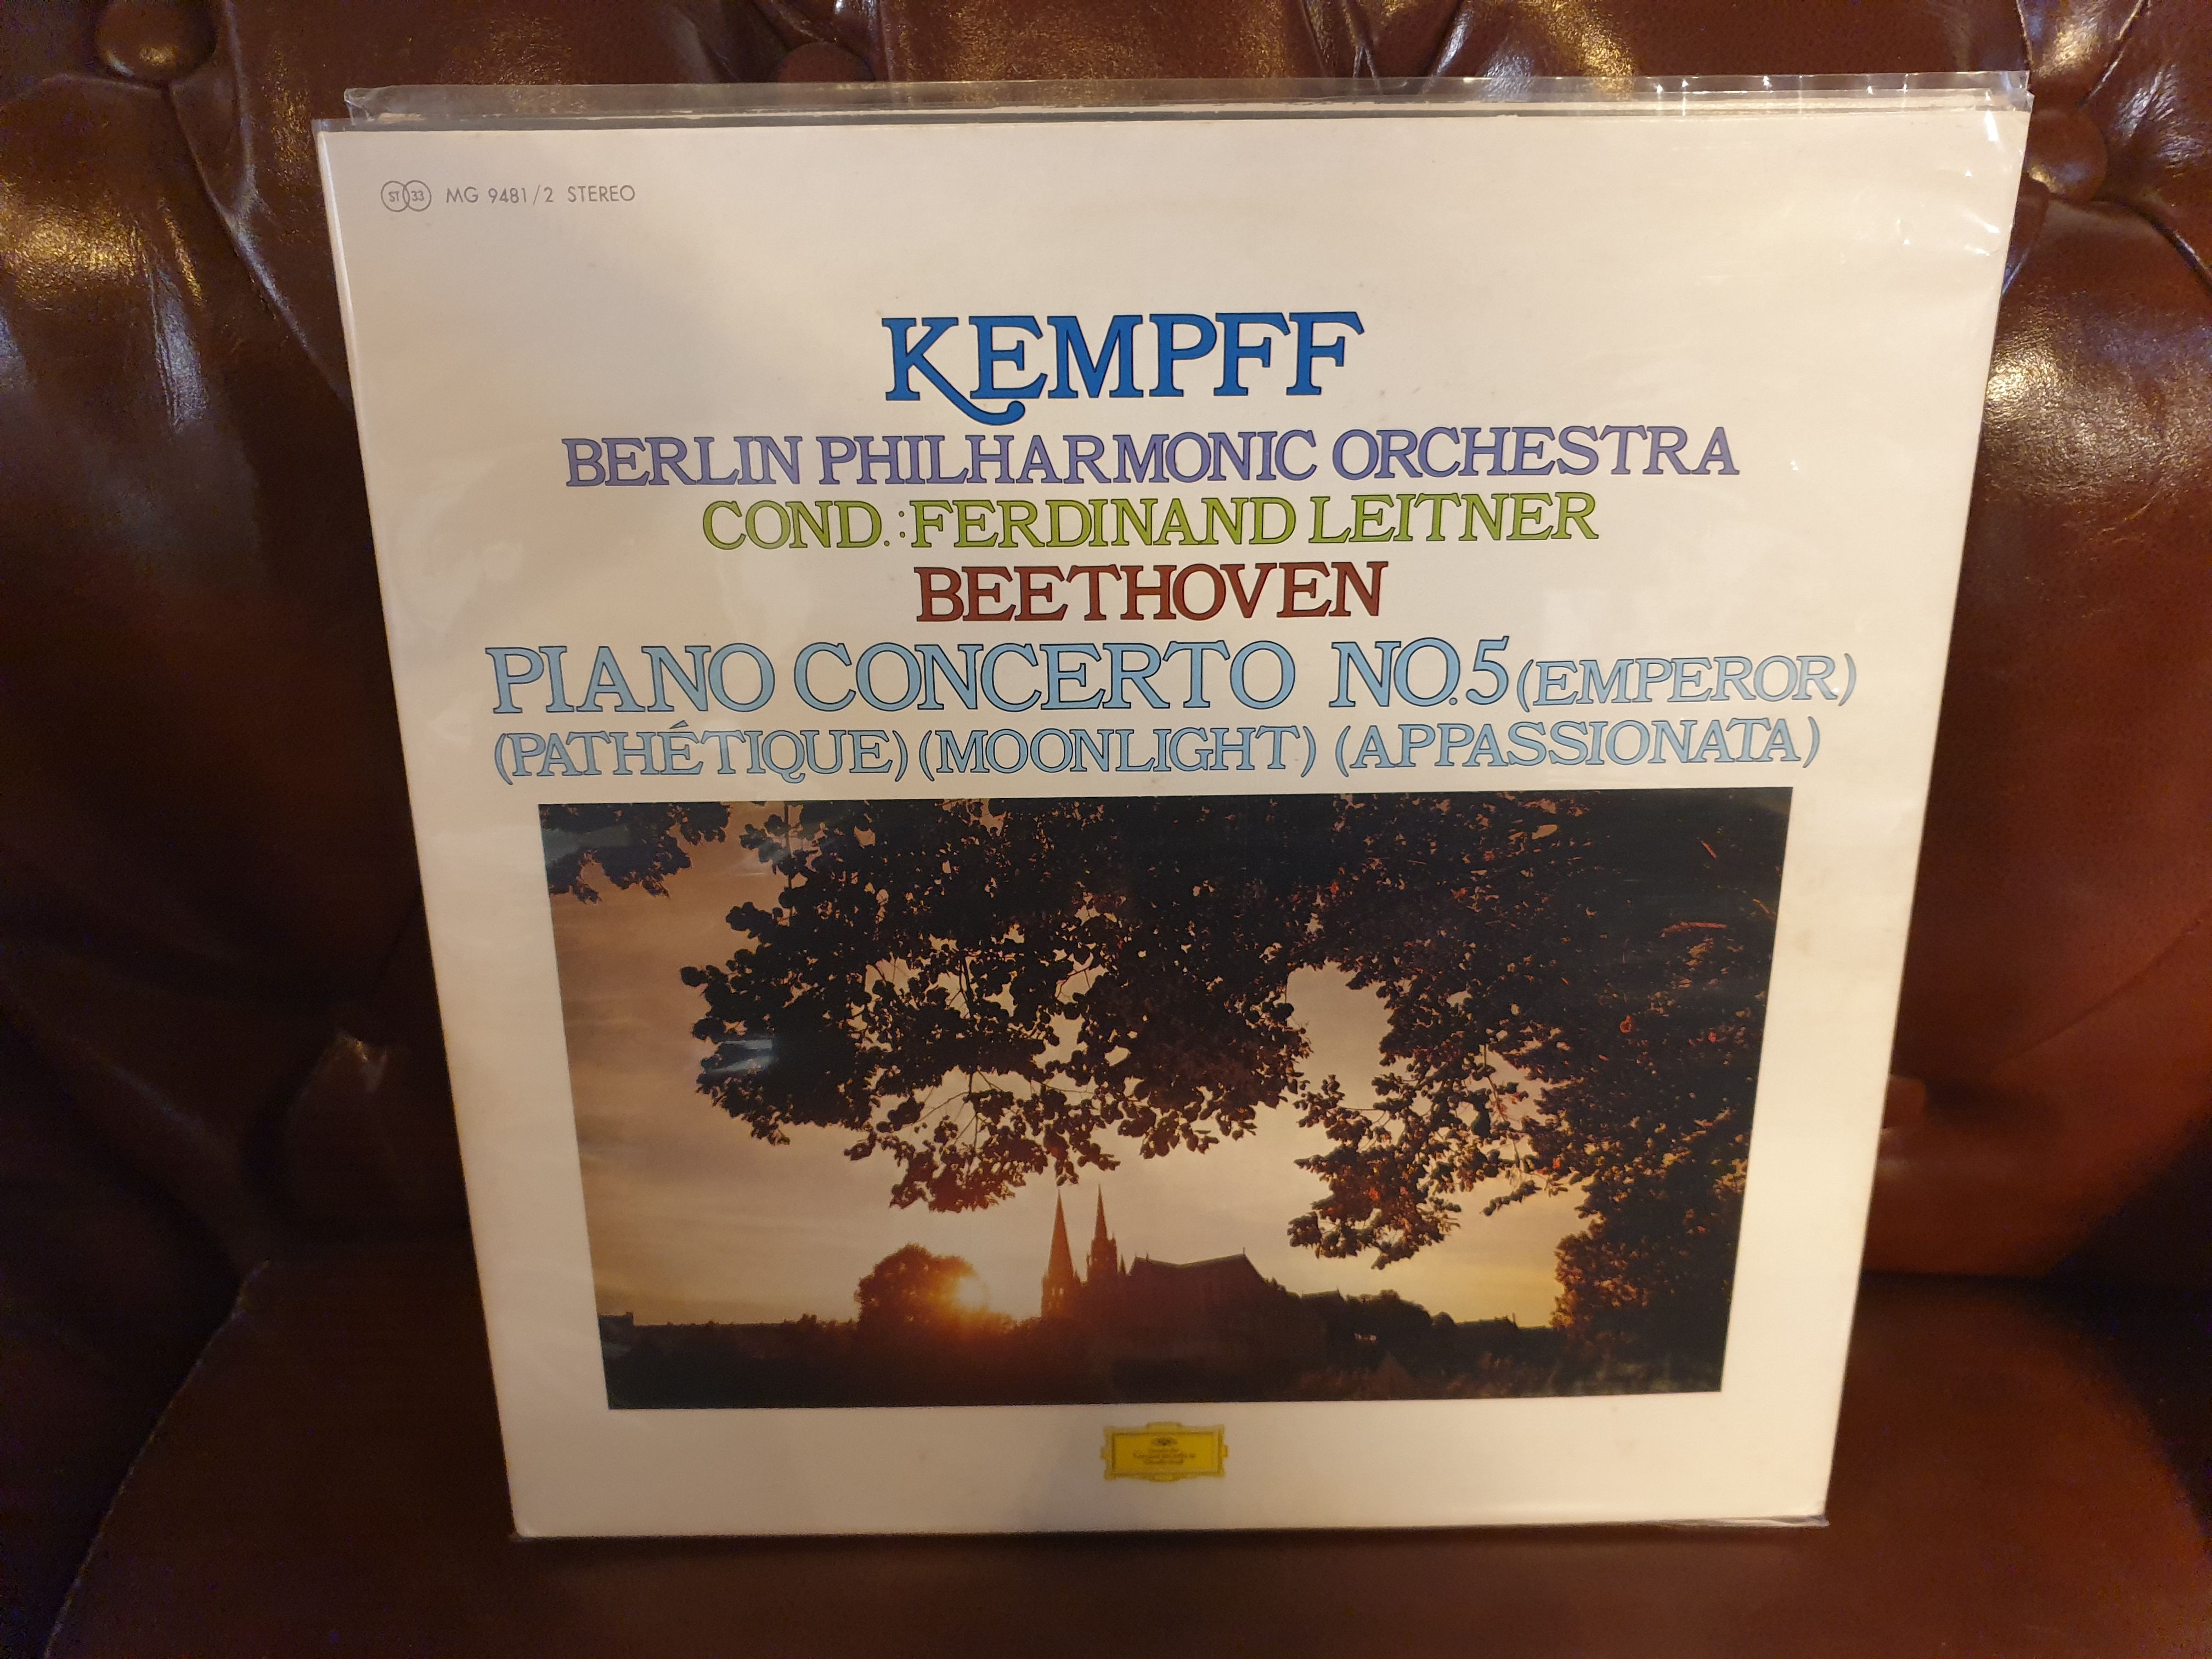 ST 33 MG 9481/2 STEREO
KEMPFF
BERLIN PHILHARMONIC ORCHESTRA
COND.:FERDINAND LEITNER
BEETHOVEN
PIANO CONCERTO NO.5 (EMPEROR)
(PATHÉTIQUE) (MOONLIGHT) (APPASSIONATA)